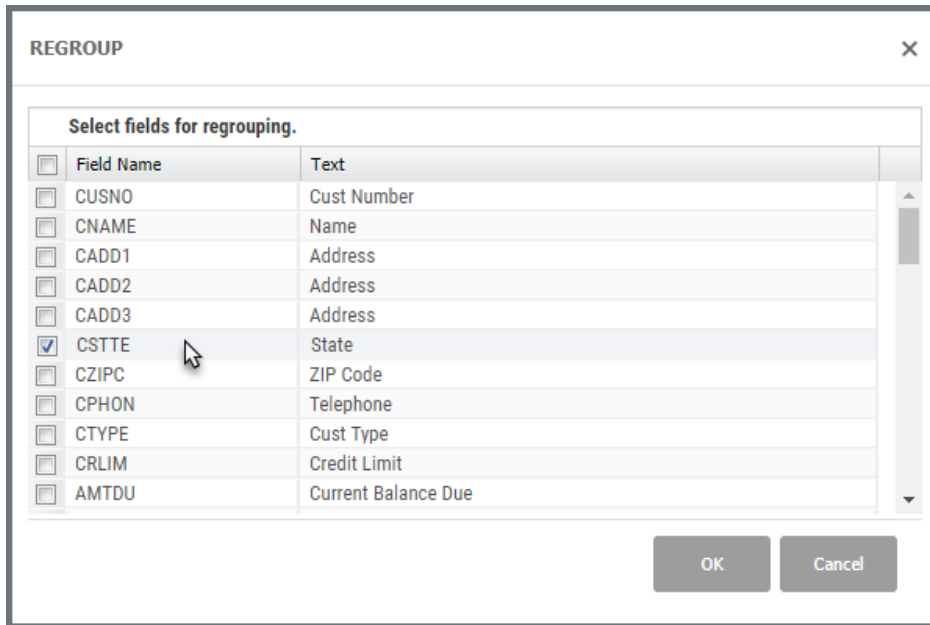 REGROUP
Select fields for regrouping.
Field Name Text
CUSNO Cust Number
CNAME Name
CADD1 Address
CADD2 Address
CADD3 Address
CSTTE State
CZIPC ZIP Code
CPHON Telephone
CTYPE Cust Type
CRLIM Credit Limit
AMTDU Current Balance Due
OK Cancel